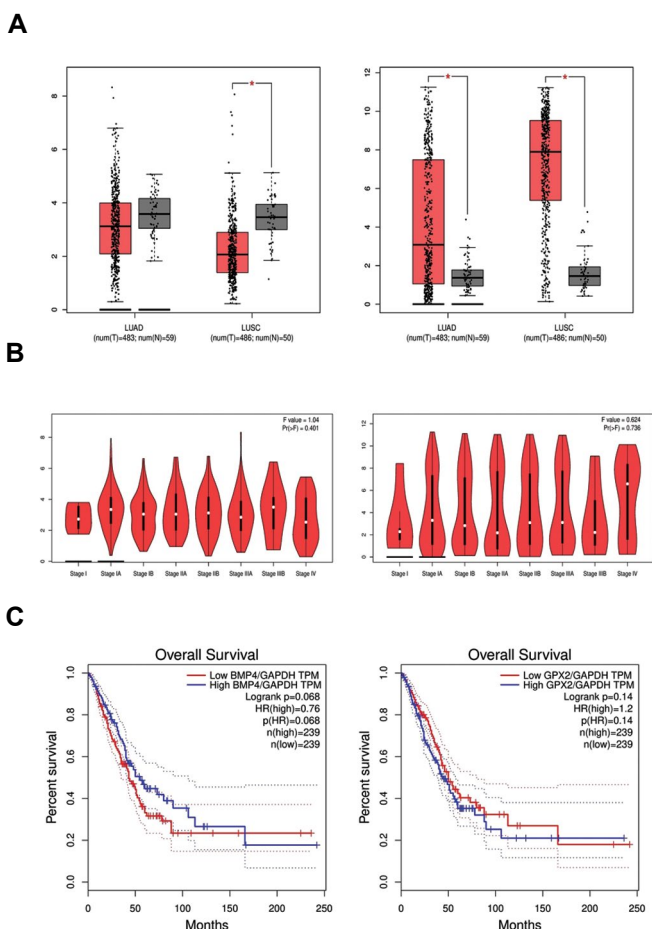 A
8
6
4
2
0
*
LUAD
(num(T)=483; num(N)=59)
LUSC
(num(T)=486; num(N)=50)
12
10
8
6
4
2
0
*
*
LUAD
(num(T)=483; num(N)=59)
LUSC
(num(T)=486; num(N)=50)
B
F value = 1.04
Pr(>F) = 0.401
8
6
4
2
0
Stage I
Stage IA
Stage IB
Stage IIA
Stage IIB
Stage IIIA
Stage IIIB
Stage IV
F value = 0.624
Pr(>F) = 0.736
12
10
8
6
4
2
0
Stage I
Stage IA
Stage IB
Stage IIA
Stage IIB
Stage IIIA
Stage IIIB
Stage IV
C
Overall Survival
Low BMP4/GAPDH TPM
High BMP4/GAPDH TPM
Logrank p=0.068
HR(high)=0.76
p(HR)=0.068
n(high)=239
n(low)=239
Percent survival
1.0
0.8
0.6
0.4
0.2
0.0
0
50
100
150
200
250
Months
Overall Survival
Low GPX2/GAPDH TPM
High GPX2/GAPDH TPM
Logrank p=0.14
HR(high)=1.2
p(HR)=0.14
n(high)=239
n(low)=239
Percent survival
1.0
0.8
0.6
0.4
0.2
0.0
0
50
100
150
200
250
Months